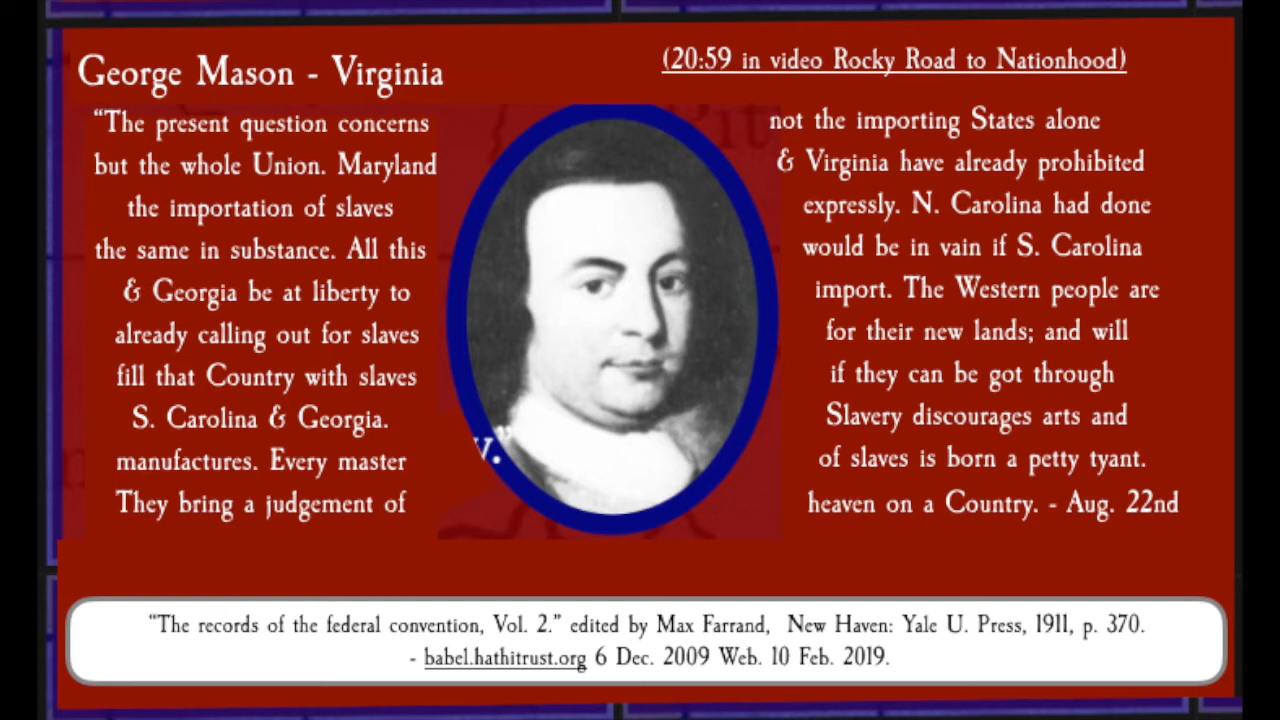 George Mason - Virginia
(20:59 in video Rocky Road to Nationhood)
“The present question concerns not the importing States alone
but the whole Union. Maryland & Virginia have already prohibited
the importation of slaves expressly. N. Carolina had done
the same in substance. All this would be in vain if S. Carolina
& Georgia be at liberty to import. The Western people are
already calling out for slaves for their new lands; and will
fill that Country with slaves if they can be got through
S. Carolina & Georgia. Slavery discourages arts and
manufactures. Every master of slaves is born a petty tyant.
They bring a judgement of heaven on a Country. - Aug. 22nd
“The records of the federal convention, Vol. 2.” edited by Max Farrand, New Haven: Yale U. Press, 1911, p. 370.
- babel.hathitrust.org 6 Dec. 2009 Web. 10 Feb. 2019.